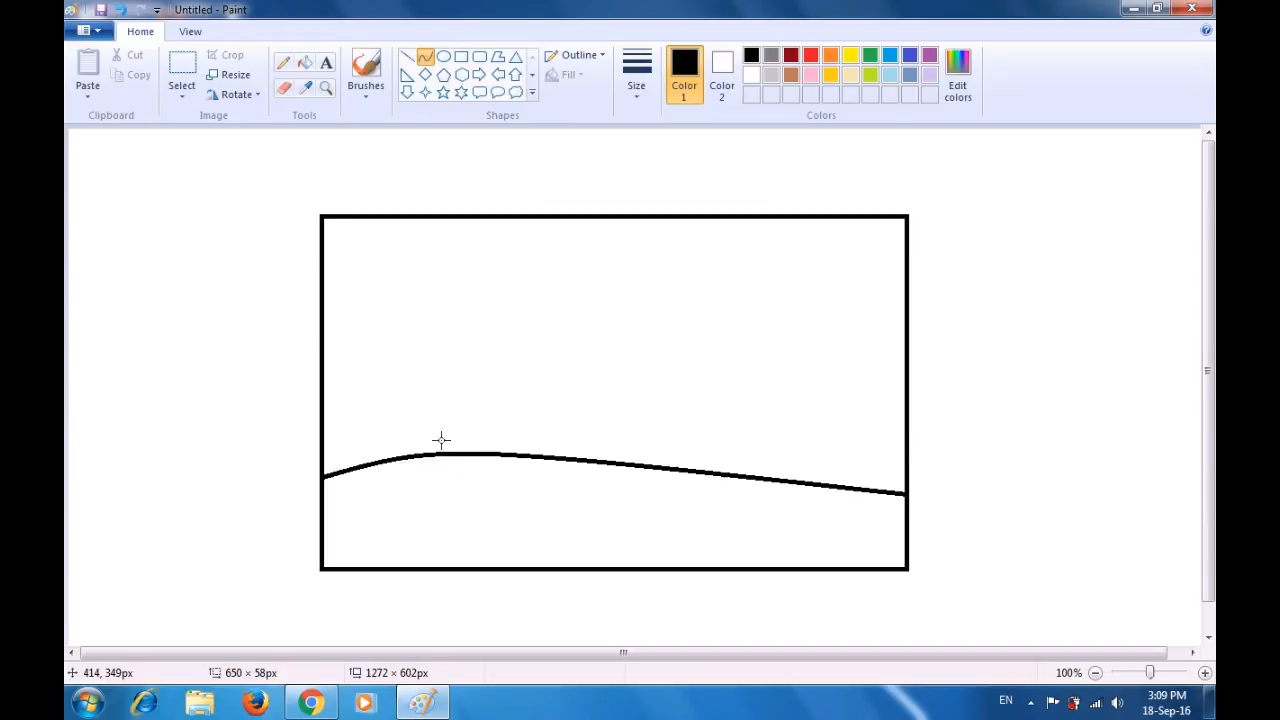 Untitled - Paint
Home View
Paste
Cut
Copy
Clipboard
Select
Crop
Resize
Rotate
Image
A
Tools
Brushes
Shapes
Outline
Fill
Size
Color 1
Color 2
Edit colors
Colors
414, 349px
650 × 58px
1272 × 602px
100%
EN
3:09 PM
18-Sep-16